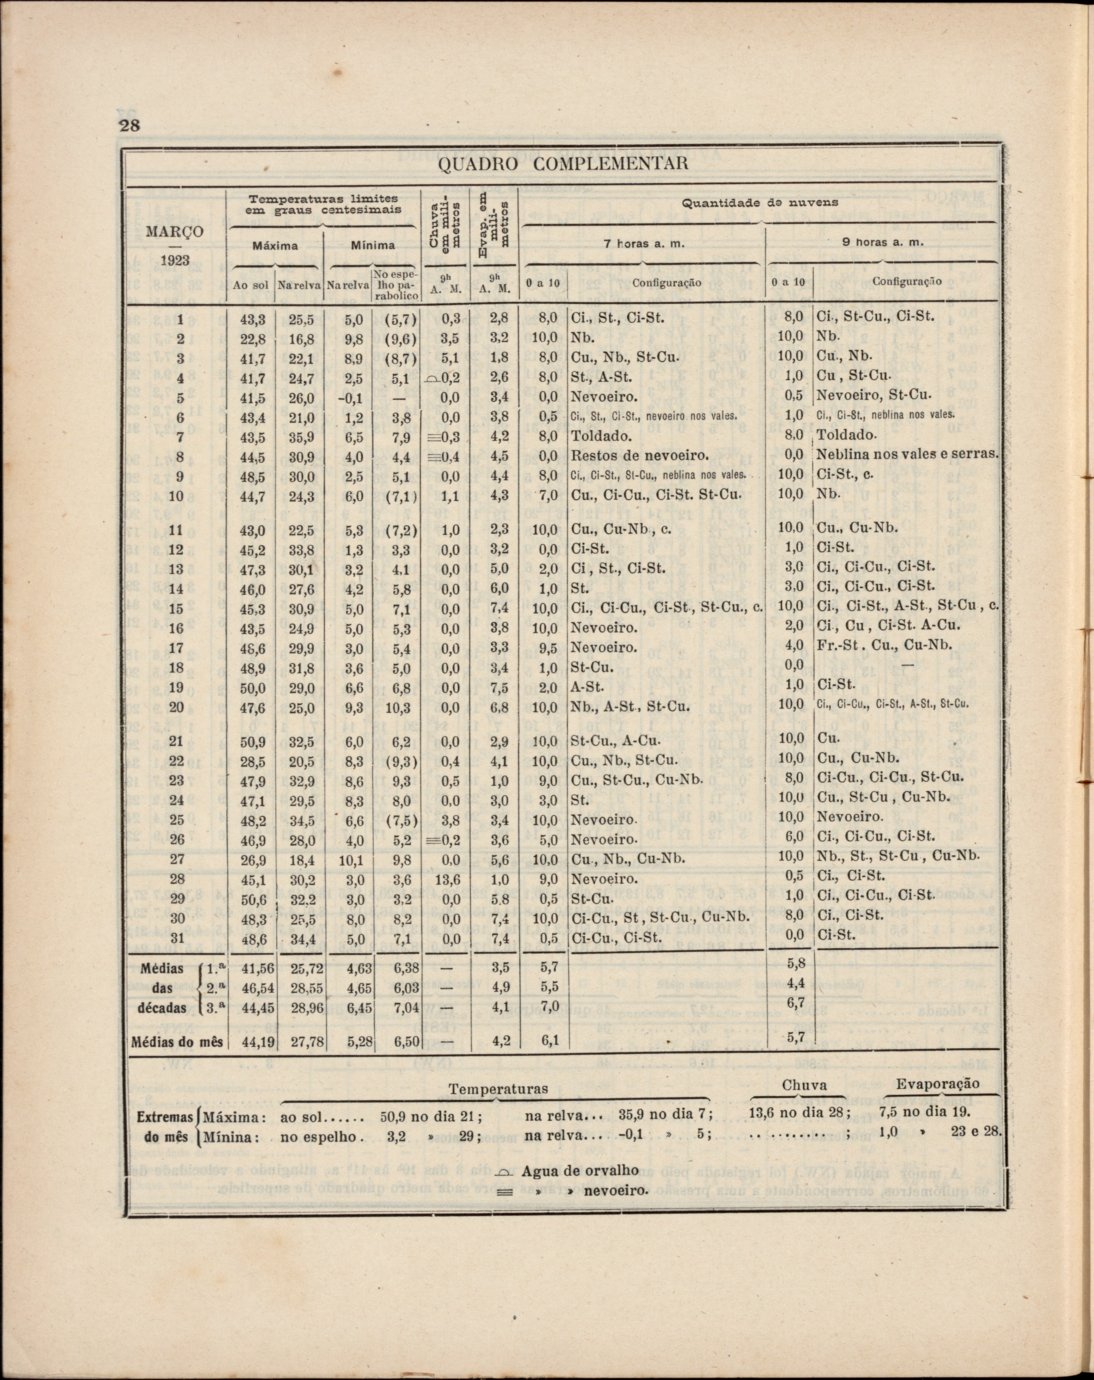 28
QUADRO COMPLEMENTAR
MARÇO
—
1923
Temperaturas limites
em graus centesimais
Chuva
em mili-
metros
Evap. em
mili-
metros
Quantidade de nuvens
Máxima Mínima 7 horas a. m. 9 horas a. m.
Ao sol Na relva Na relva No espe-
lho pa-
rabolico 9h
A. M. 9h
A. M. 0 a 10 Configuração 0 a 10 Configuração
1 43,3 25,5 5,0 (5,7) 0,3 2,8 8,0 Ci., St., Ci-St. 8,0 Ci., St-Cu., Ci-St.
2 22,8 16,8 9,8 (9,6) 3,5 3,2 10,0 Nb. 10,0 Nb.
3 41,7 22,1 8,9 (8,7) 5,1 1,8 8,0 Cu., Nb., St-Cu. 10,0 Cu., Nb.
4 41,7 24,7 2,5 5,1 ⌓0,2 2,6 8,0 St., A-St. 1,0 Cu , St-Cu.
5 41,5 26,0 -0,1 — 0,0 3,4 0,0 Nevoeiro. 0,5 Nevoeiro, St-Cu.
6 43,4 21,0 1,2 3,8 0,0 3,8 0,5 Ci., St., Ci-St., nevoeiro nos vales. 1,0 Ci., Ci-St., neblina nos vales.
7 43,5 35,9 6,5 7,9 ≡0,3 4,2 8,0 Toldado. 8,0 Toldado.
8 44,5 30,9 4,0 4,4 ≡0,4 4,5 0,0 Restos de nevoeiro. 0,0 Neblina nos vales e serras.
9 48,5 30,0 2,5 5,1 0,0 4,4 8,0 Ci., Ci-St., St-Cu., neblina nos vales. 10,0 Ci-St., c.
10 44,7 24,3 6,0 (7,1) 1,1 4,3 7,0 Cu., Ci-Cu., Ci-St. St-Cu. 10,0 Nb.
11 43,0 22,5 5,3 (7,2) 1,0 2,3 10,0 Cu., Cu-Nb , c. 10.0 Cu., Cu-Nb.
12 45,2 33,8 1,3 3,3 0,0 3,2 0,0 Ci-St. 1,0 Ci-St.
13 47,3 30,1 3,2 4.1 0,0 5,0 2,0 Ci , St., Ci-St. 3,0 Ci., Ci-Cu., Ci-St.
14 46,0 27,6 4,2 5,8 0,0 6,0 1,0 St. 3,0 Ci., Ci-Cu., Ci-St.
15 45,3 30,9 5,0 7,1 0,0 7,4 10,0 Ci., Ci-Cu., Ci-St., St-Cu., c. 10,0 Ci., Ci-St., A-St., St-Cu , c.
16 43,5 24,9 5,0 5,3 0,0 3,8 10,0 Nevoeiro. 2,0 Ci., Cu , Ci-St. A-Cu.
17 48,6 29,9 3,0 5,4 0,0 3,3 9,5 Nevoeiro. 4,0 Fr.-St . Cu., Cu-Nb.
18 48,9 31,8 3,6 5,0 0,0 3,4 1,0 St-Cu. 0,0 —
19 50,0 29,0 6,6 6,8 0,0 7,5 2,0 A-St. 1,0 Ci-St.
20 47,6 25,0 9,3 10,3 0,0 6,8 10,0 Nb., A-St., St-Cu. 10,0 Ci., Ci-Cu., Ci-St., A-St., St-Cu.
21 50,9 32,5 6,0 6,2 0,0 2,9 10,0 St-Cu., A-Cu. 10,0 Cu.
22 28,5 20,5 8,3 (9,3) 0,4 4,1 10,0 Cu., Nb., St-Cu. 10,0 Cu., Cu-Nb.
23 47,9 32,9 8,6 9,3 0,5 1,0 9,0 Cu., St-Cu., Cu-Nb. 8,0 Ci-Cu., Ci-Cu., St-Cu.
24 47,1 29,5 8,3 8,0 0,0 3,0 3,0 St. 10,0 Cu., St-Cu , Cu-Nb.
25 48,2 34,5 6,6 (7,5) 3,8 3,4 10,0 Nevoeiro. 10,0 Nevoeiro.
26 46,9 28,0 4,0 5,2 ≡0,2 3,6 5,0 Nevoeiro. 6,0 Ci., Ci-Cu., Ci-St.
27 26,9 18,4 10,1 9,8 0,0 5,6 10,0 Cu., Nb., Cu-Nb. 10,0 Nb., St., St-Cu , Cu-Nb.
28 45,1 30,2 3,0 3,6 13,6 1,0 9,0 Nevoeiro. 0,5 Ci., Ci-St.
29 50,6 32,2 3,0 3,2 0,0 5,8 0,5 St-Cu. 1,0 Ci., Ci-Cu., Ci-St.
30 48,3 25,5 8,0 8,2 0,0 7,4 10,0 Ci-Cu., St , St-Cu., Cu-Nb. 8,0 Ci., Ci-St.
31 48,6 34,4 5,0 7,1 0,0 7,4 0,5 Ci-Cu., Ci-St. 0,0 Ci-St.
Médias 1.ª 41,56 25,72 4,63 6,38 — 3,5 5,7 5,8
das 2.ª 46,54 28,55 4,65 6,03 — 4,9 5,5 4,4
décadas 3.ª 44,45 28,96 6,45 7,04 — 4,1 7,0 6,7
Médias do mês 44,19 27,78 5,28 6,50 — 4,2 6,1 5,7
Temperaturas Chuva Evaporação
Extremas Máxima: ao sol...... 50,9 no dia 21; na relva... 35,9 no dia 7; 13,6 no dia 28; 7,5 no dia 19.
do mês Mínina: no espelho . 3,2 » 29; na relva... -0,1 » 5; .. ......... ; 1,0 » 23 e 28.
⌓ Agua de orvalho
≡ » » nevoeiro.